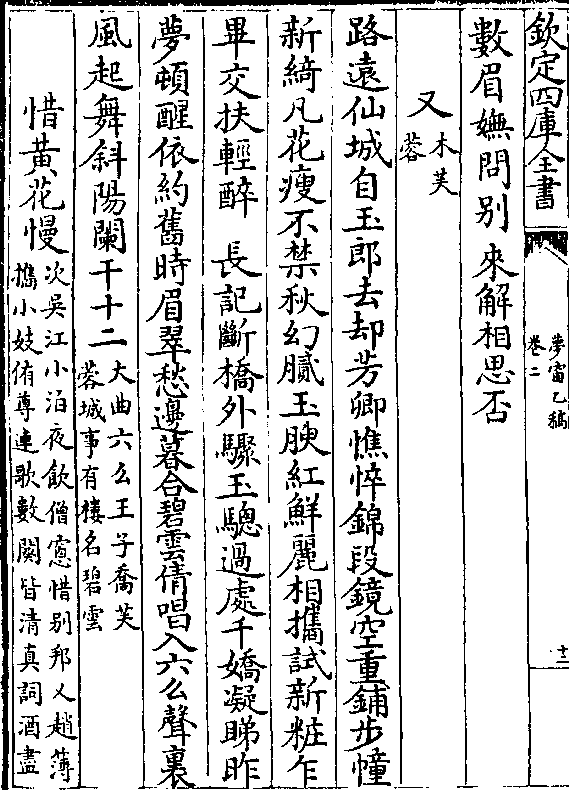 欽定四庫全書
夢窗乙稿
卷二
十二
數眉嫵問别來解相思否
又木芙
蓉
路遠仙城自玉郎去却芳卿憔悴錦段鏡空重鋪步幢
新綺凡花瘦不禁秋幻膩玉腴紅鮮麗相攜試新粧乍
畢交扶輕醉 長記斷橋外驟玉驄過處千嬌凝睇昨
夢頓醒依約舊時眉翠愁邊暮合碧雲倩唱入六么聲裏
風起舞斜陽闌干十二大曲六么王子喬芙
蓉城事有樓名碧雲
惜黃花慢次吳江小泊夜飲僧窻惜别邦人趙薄
攜小妓侑尊連歌數闋皆清真詞酒盡